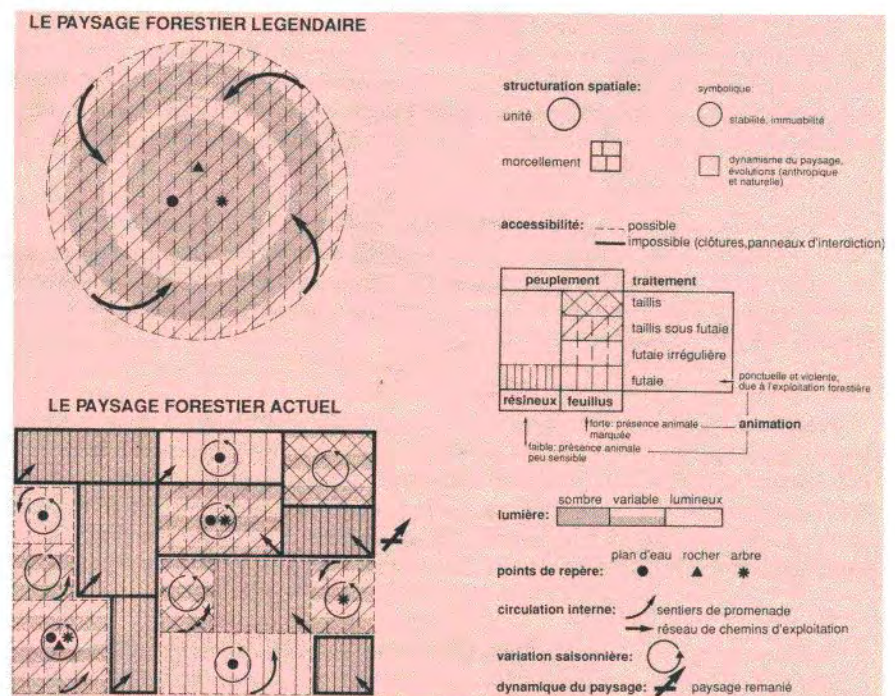 LE PAYSAGE FORESTIER LEGENDAIRE
structuration spatiale:
symbolique:
unité
stabilité, immuabilité
morcellement
dynamisme du paysage,
évolutions (anthropique
et naturelle)
accessibilité:
possible
impossible (clôtures,panneaux d'interdiction)
peuplement
traitement
taillis
taillis sous futaie
futaie irrégulière
futaie
résineux
feuillus
ponctuelle et violente,
due à l'exploitation forestière
forte: présence animale
marquée
animation
faible: présence animale
peu sensible
LE PAYSAGE FORESTIER ACTUEL
sombre variable lumineux
lumière:
plan d'eau rocher arbre
points de repère:
circulation interne:
sentiers de promenade
réseau de chemins d'exploitation
variation saisonnière:
dynamique du paysage:
paysage remanié